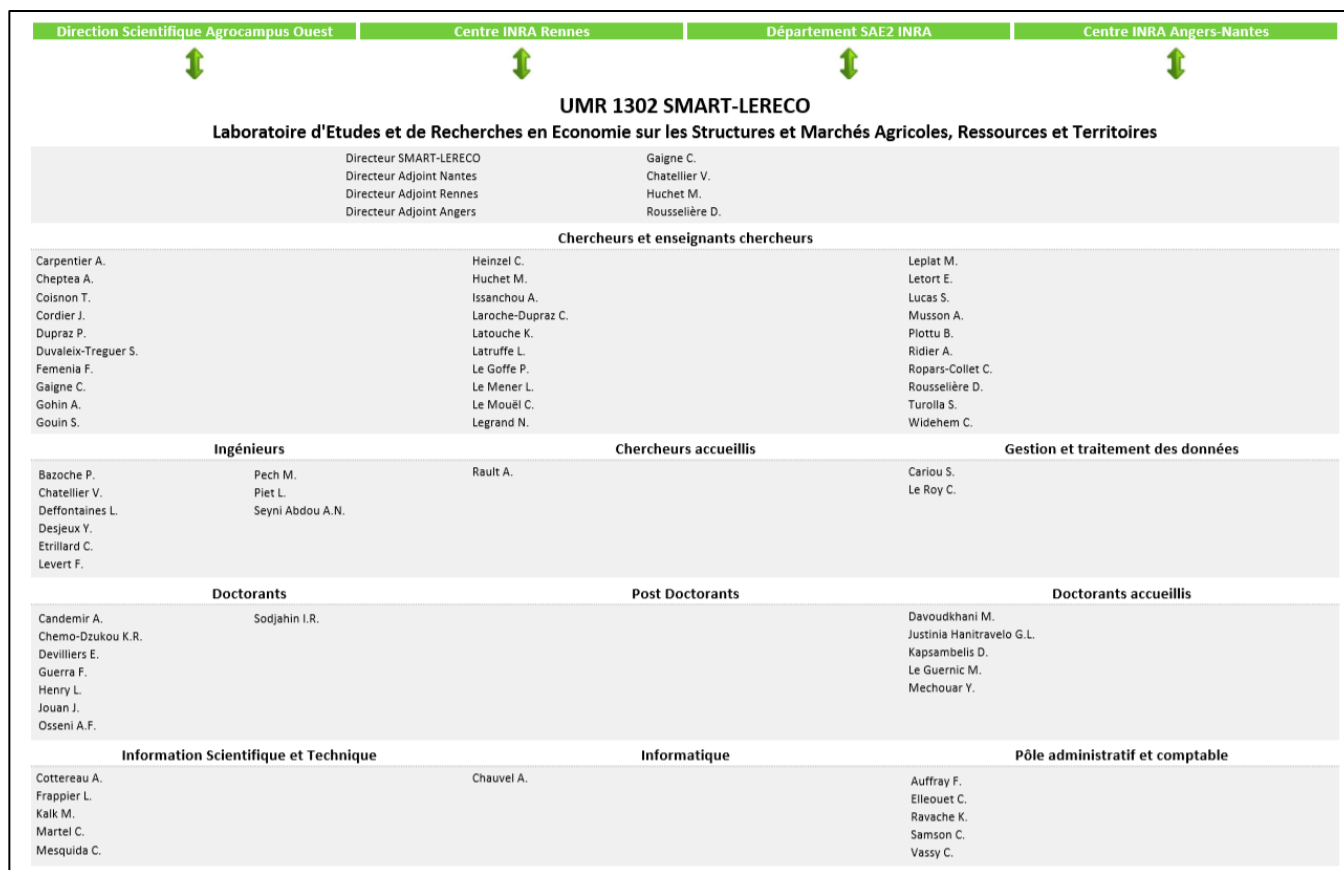 Direction Scientifique Agrocampus Ouest
Centre INRA Rennes
Département SAE2 INRA
Centre INRA Angers-Nantes
UMR 1302 SMART-LERECO
Laboratoire d'Etudes et de Recherches en Economie sur les Structures et Marchés Agricoles, Ressources et Territoires
Directeur SMART-LERECO Gaigne C.
Directeur Adjoint Nantes Chatellier V.
Directeur Adjoint Rennes Huchet M.
Directeur Adjoint Angers Rousselière D.
Chercheurs et enseignants chercheurs
Carpentier A.
Cheptea A.
Coisnon T.
Cordier J.
Dupraz P.
Duvaleix-Treguer S.
Femenia F.
Gaigne C.
Gohin A.
Gouin S.
Heinzel C.
Huchet M.
Issanchou A.
Laroche-Dupraz C.
Latouche K.
Latruffe L.
Le Goffe P.
Le Mener L.
Le Mouël C.
Legrand N.
Leplat M.
Letort E.
Lucas S.
Musson A.
Plottu B.
Ridier A.
Ropars-Collet C.
Rousselière D.
Turolla S.
Widehem C.
Ingénieurs
Bazoche P.
Chatellier V.
Deffontaines L.
Desjeux Y.
Etrillard C.
Levert F.
Pech M.
Piet L.
Seyni Abdou A.N.
Chercheurs accueillis
Rault A.
Gestion et traitement des données
Cariou S.
Le Roy C.
Doctorants
Candemir A.
Chemo-Dzukou K.R.
Devilliers E.
Guerra F.
Henry L.
Jouan J.
Osseni A.F.
Sodjahin I.R.
Post Doctorants
Doctorants accueillis
Davoudkhani M.
Justinia Hanitravelo G.L.
Kapsambelis D.
Le Guernic M.
Mechouar Y.
Information Scientifique et Technique
Cottereau A.
Frappier L.
Kalk M.
Martel C.
Mesquida C.
Informatique
Chauvel A.
Pôle administratif et comptable
Auffray F.
Elleouet C.
Ravache K.
Samson C.
Vassy C.